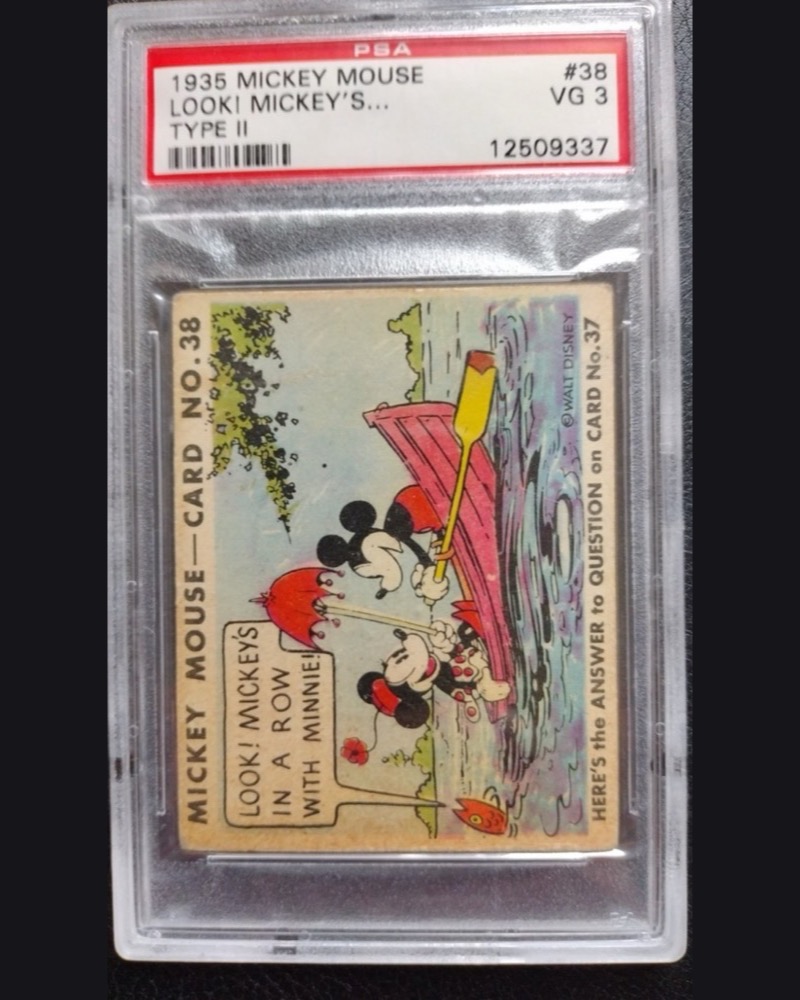 PSA
1935 MICKEY MOUSE #38
LOOK! MICKEY'S... VG 3
TYPE II
12509337
MICKEY MOUSE—CARD NO. 38
LOOK! MICKEY'S
IN A ROW
WITH MINNIE!
©WALT DISNEY
HERE'S the ANSWER to QUESTION on CARD No. 37